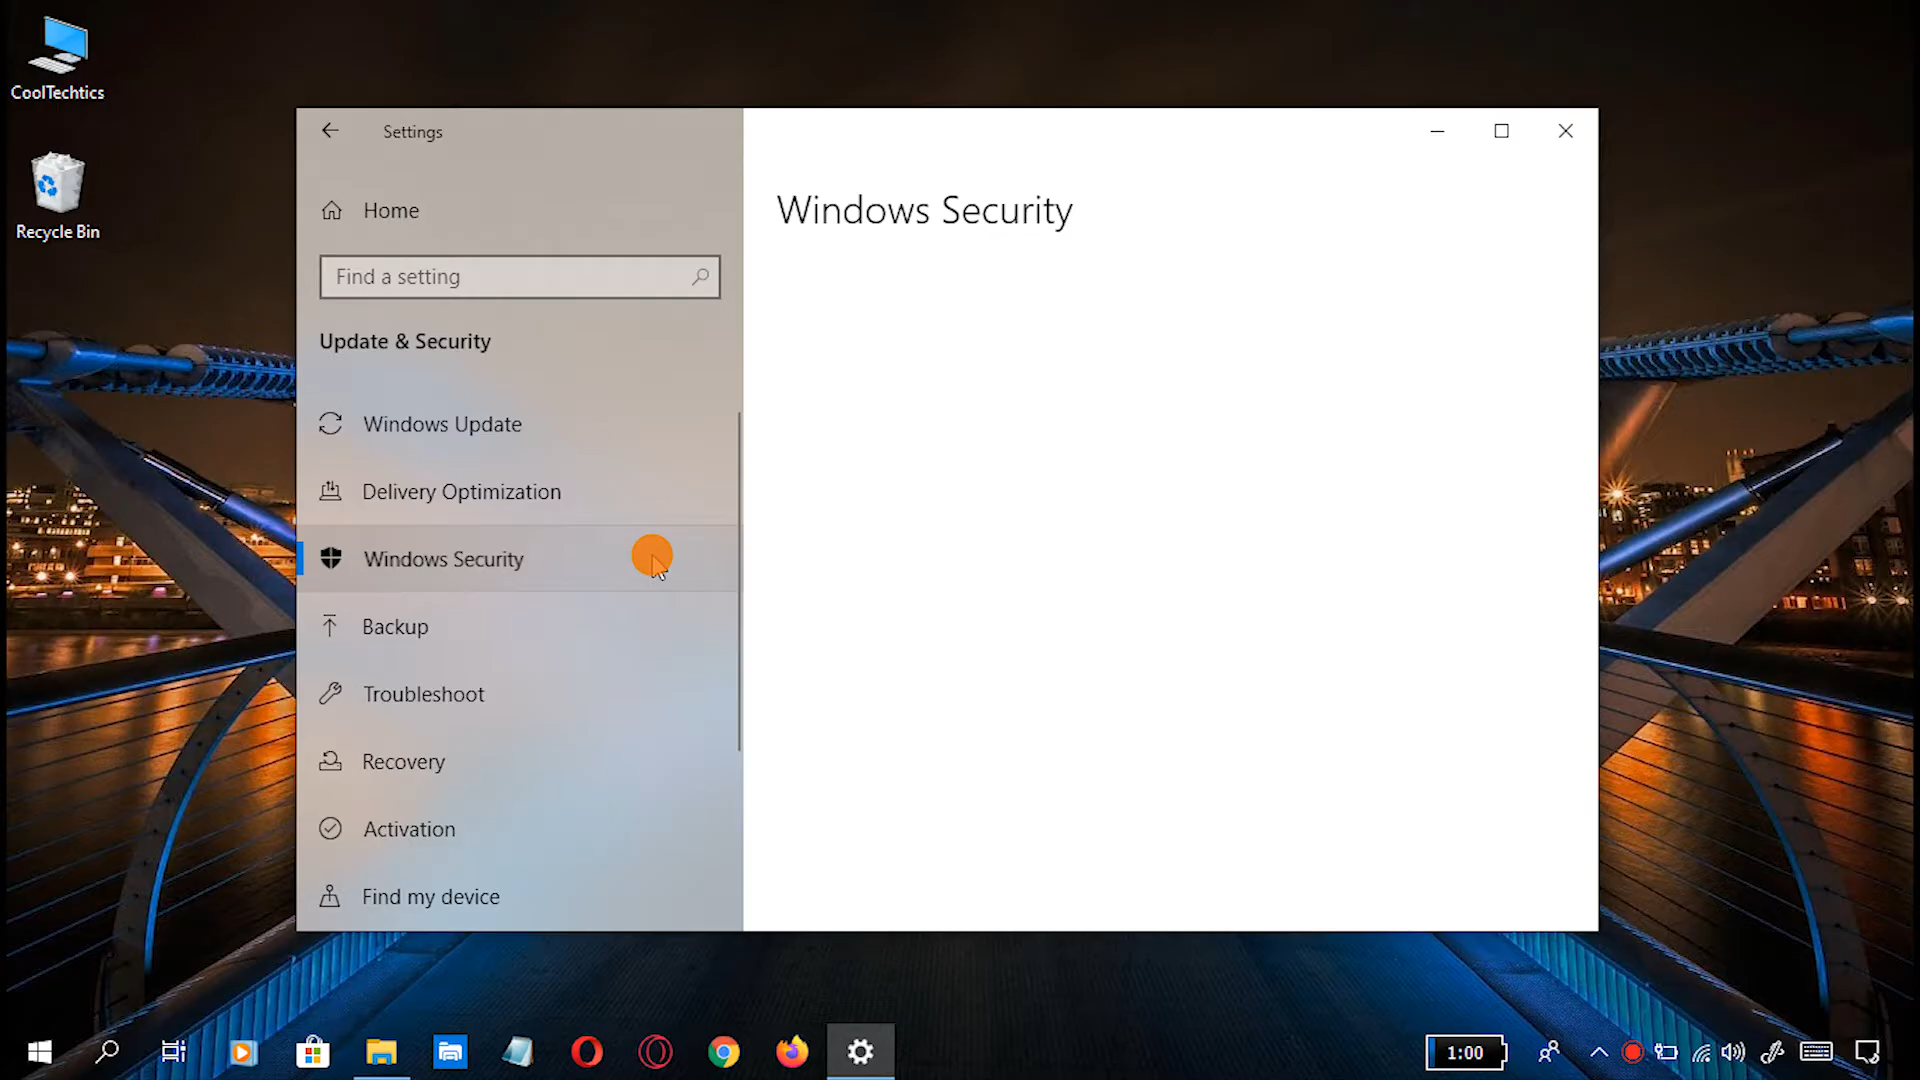 CoolTechtics
Recycle Bin
Settings
Home
Find a setting
Update & Security
Windows Update
Delivery Optimization
Windows Security
Backup
Troubleshoot
Recovery
Activation
Find my device
Windows Security
1:00